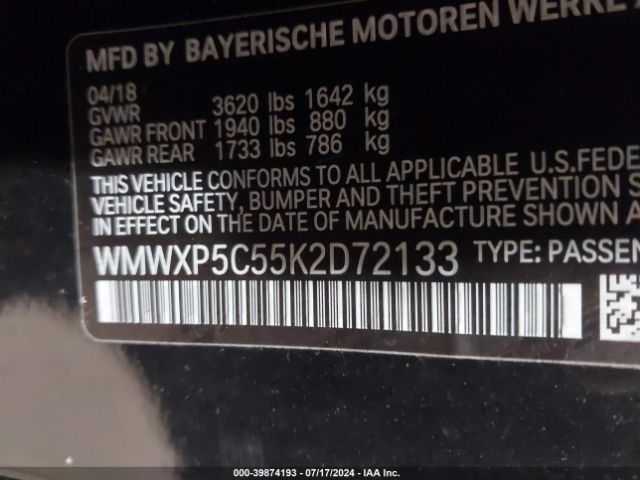 MFD BY BAYERISCHE MOTOREN WERKE
04/18
GVWR 3620 lbs 1642 kg
GAWR FRONT 1940 lbs 880 kg
GAWR REAR 1733 lbs 786 kg
THIS VEHICLE CONFORMS TO ALL APPLICABLE U.S.FEDE
VEHICLE SAFETY, BUMPER AND THEFT PREVENTION
IN EFFECT ON THE DATE OF MANUFACTURE SHOWN
WMWXP5C55K2D72133 TYPE: PASSEN
000-39874193 - 07/17/2024 - IAA Inc.